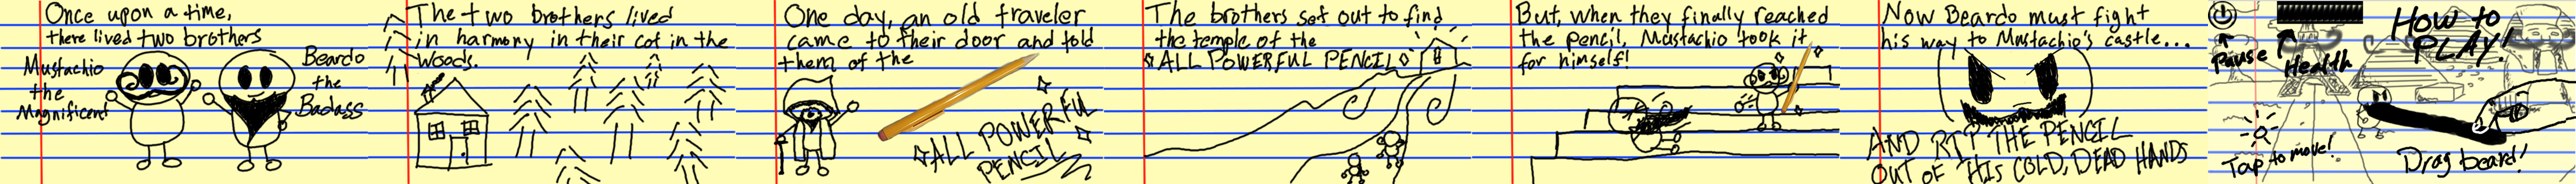 Once upon a time,
there lived two brothers
Mustachio
the
Magnificent
Beardo
the
Badass
The two brothers lived
in harmony in their cot in the
woods.
One day, an old traveler
came to their door and told
them of the
ALL POWERFUL
PENCIL
The brothers set out to find
the temple of the
ALL POWERFUL PENCIL
But, when they finally reached
the pencil, Mustachio took it
for himself!
Now Beardo must fight
his way to Mustachio's castle...
AND RIP THE PENCIL
OUT OF HIS COLD, DEAD HANDS
HOW TO
PLAY!
Pause
Health
Tap to move!
Drag beard!